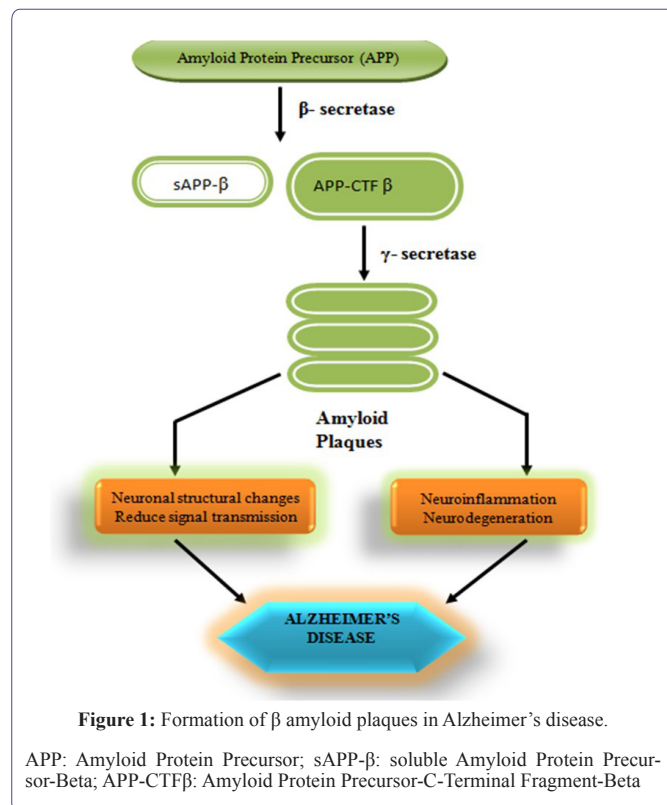 Amyloid Protein Precursor (APP)
β- secretase
sAPP-β
APP-CTF β
γ- secretase
Amyloid
Plaques
Neuronal structural changes
Reduce signal transmission
Neuroinflammation
Neurodegeneration
ALZHEIMER'S
DISEASE
Figure 1: Formation of β amyloid plaques in Alzheimer's disease.
APP: Amyloid Protein Precursor; sAPP-β: soluble Amyloid Protein Precur-
sor-Beta; APP-CTFβ: Amyloid Protein Precursor-C-Terminal Fragment-Beta